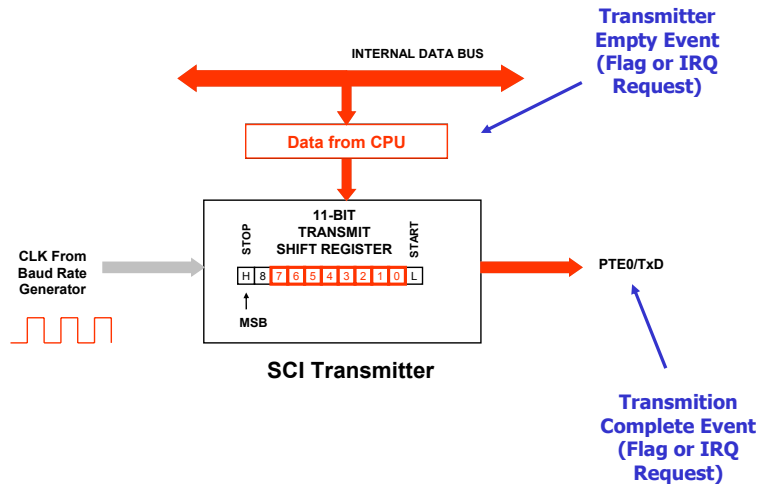 Transmitter
Empty Event
(Flag or IRQ
Request)
INTERNAL DATA BUS
Data from CPU
11-BIT
TRANSMIT
SHIFT REGISTER
STOP
START
H 8 7 6 5 4 3 2 1 0 L
MSB
CLK From
Baud Rate
Generator
PTE0/TxD
SCI Transmitter
Transmition
Complete Event
(Flag or IRQ
Request)